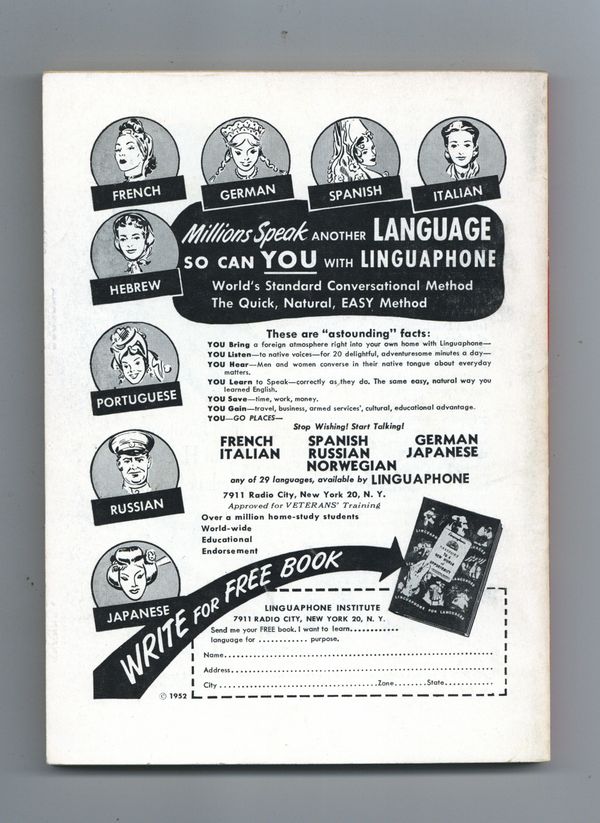 FRENCH
GERMAN
SPANISH
ITALIAN
HEBREW
PORTUGUESE
RUSSIAN
JAPANESE
Millions Speak ANOTHER LANGUAGE
SO CAN YOU WITH LINGUAPHONE
World's Standard Conversational Method
The Quick, Natural, EASY Method
These are "astounding" facts:
YOU Bring a foreign atmosphere right into your own home with Linguaphone—
YOU Listen—to native voices—for 20 delightful, adventuresome minutes a day—
YOU Hear—Men and women converse in their native tongue about everyday
matters.
YOU Learn to Speak—correctly as they do. The same easy, natural way you
learned English.
YOU Save—time, work, money.
YOU Gain—travel, business, armed services', cultural, educational advantage.
YOU—GO PLACES—
Stop Wishing! Start Talking!
FRENCH SPANISH GERMAN
ITALIAN RUSSIAN JAPANESE
NORWEGIAN
any of 29 languages, available by LINGUAPHONE
7911 Radio City, New York 20, N. Y.
Approved for VETERANS' Training
Over a million home-study students
World-wide
Educational
Endorsement
WRITE FOR FREE BOOK
LINGUAPHONE INSTITUTE
7911 RADIO CITY, NEW YORK 20, N. Y.
Send me your FREE book. I want to learn............
language for ............ purpose.
Name............
Address............
City ............ Zone...... State............
© 1952